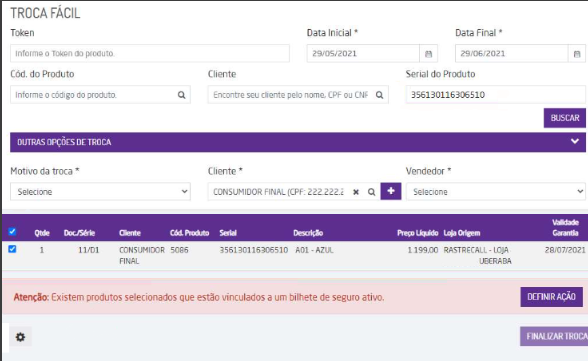 TROCA FÁCIL
Token
Data Inicial *
Data Final *
Informe o Token do produto.
29/05/2021
29/06/2021
Cód. do Produto
Cliente
Serial do Produto
Informe o código do produto.
Encontre seu cliente pelo nome, CPF ou CNF
356130116306510
BUSCAR
OUTRAS OPÇÕES DE TROCA
Motivo da troca *
Cliente *
Vendedor *
Selecione
CONSUMIDOR FINAL (CPF: 222.222.2
Selecione
Qtde Doc./Série Cliente Cód. Produto Serial Descrição Preço Líquido Loja Origem Validade Garantia
1 11/D1 CONSUMIDOR FINAL 5086 356130116306510 A01 - AZUL 1.199,00 RASTRECALL - LOJA UBERABA 28/07/2021
Atenção: Existem produtos selecionados que estão vinculados a um bilhete de seguro ativo.
DEFINIR AÇÃO
FINALIZAR TROCA